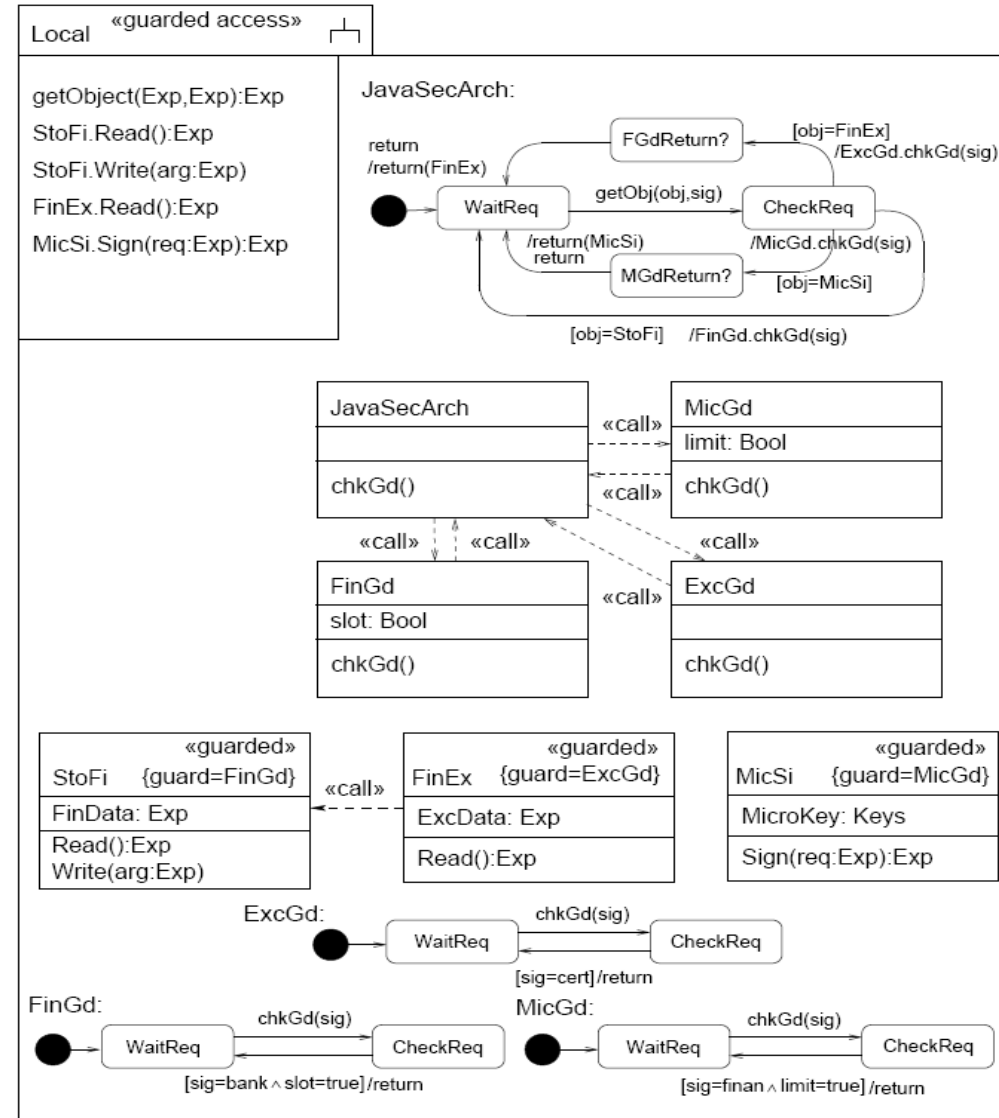 Local «guarded access»
getObject(Exp,Exp):Exp
StoFi.Read():Exp
StoFi.Write(arg:Exp)
FinEx.Read():Exp
MicSi.Sign(req:Exp):Exp
JavaSecArch:
return
/return(FinEx)
FGdReturn?
[obj=FinEx]
/ExcGd.chkGd(sig)
WaitReq
getObj(obj,sig)
CheckReq
/return(MicSi)
return
/MicGd.chkGd(sig)
MGdReturn?
[obj=MicSi]
[obj=StoFi] /FinGd.chkGd(sig)
JavaSecArch
chkGd()
«call»
«call»
MicGd
limit: Bool
chkGd()
«call» «call»
«call»
«call»
FinGd
slot: Bool
chkGd()
ExcGd
chkGd()
«guarded»
StoFi {guard=FinGd}
FinData: Exp
Read():Exp
Write(arg:Exp)
«call»
«guarded»
FinEx {guard=ExcGd}
ExcData: Exp
Read():Exp
«guarded»
MicSi {guard=MicGd}
MicroKey: Keys
Sign(req:Exp):Exp
ExcGd:
WaitReq
chkGd(sig)
CheckReq
[sig=cert]/return
FinGd:
WaitReq
chkGd(sig)
CheckReq
[sig=bank∧slot=true]/return
MicGd:
WaitReq
chkGd(sig)
CheckReq
[sig=finan∧limit=true]/return